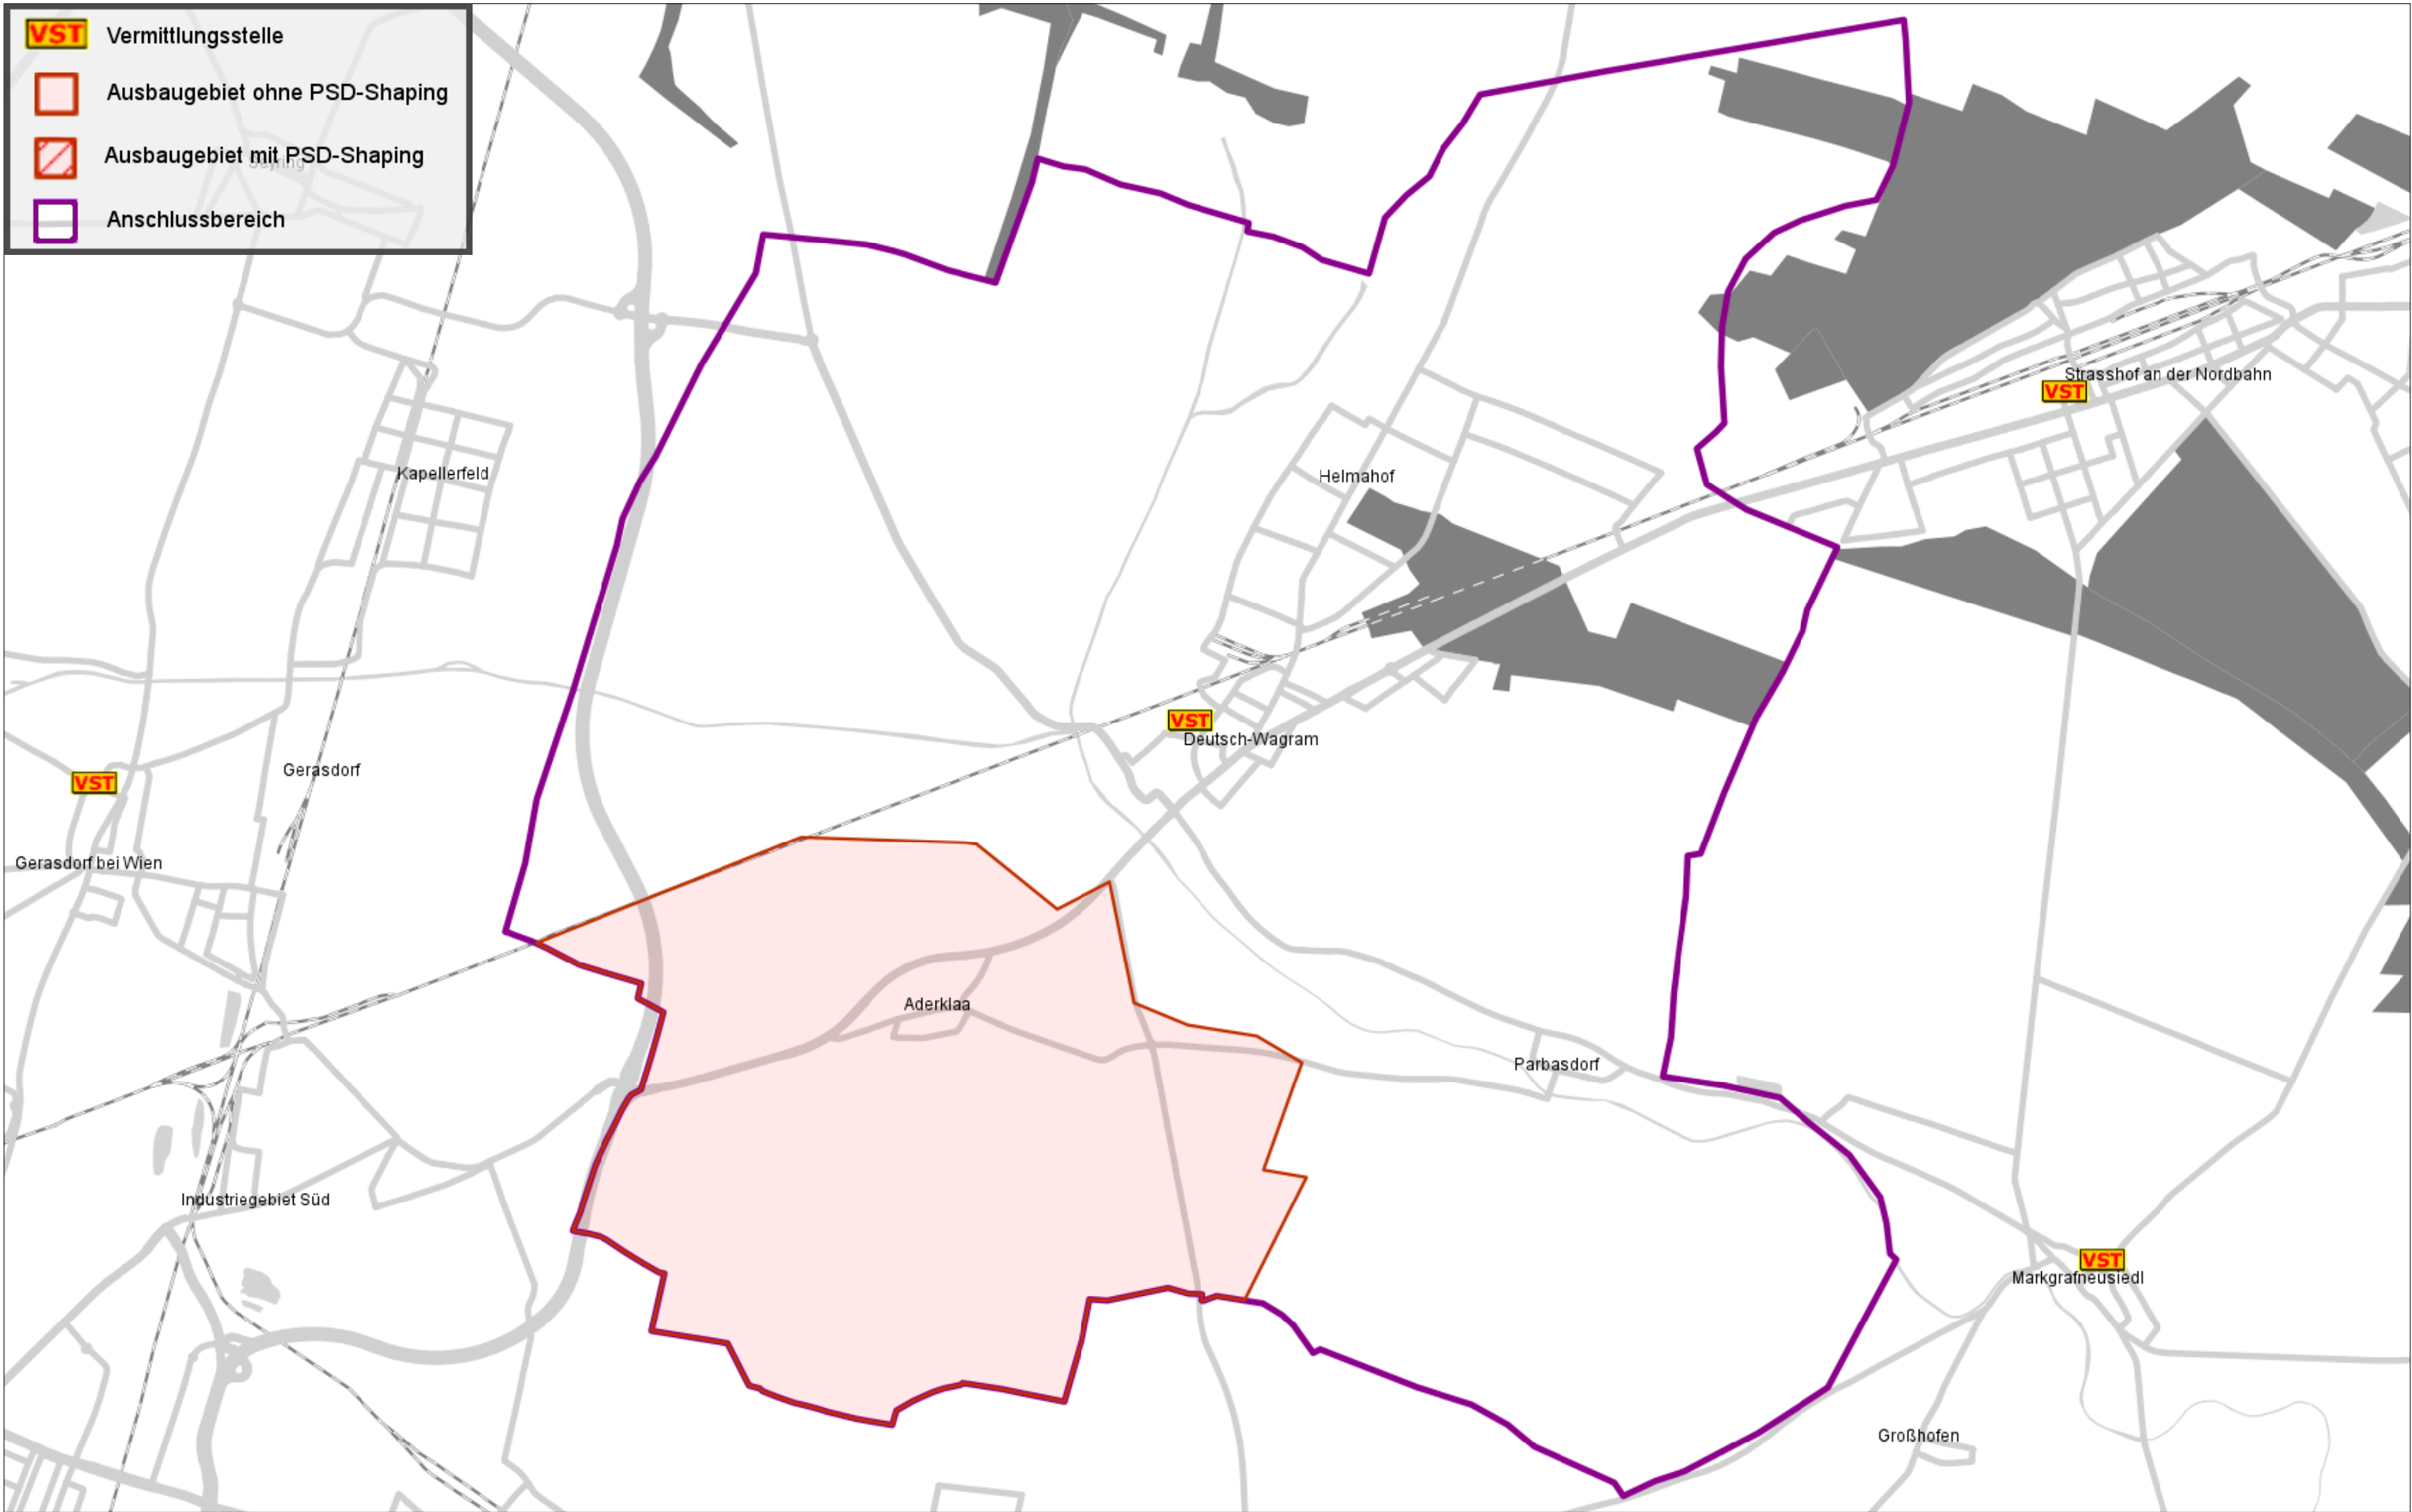 VST Vermittlungsstelle
Ausbaugebiet ohne PSD-Shaping
Ausbaugebiet mit PSD-Shaping
Seyring
Anschlussbereich
Strasshof an der Nordbahn
VST
Kapellerfeld
Helmahof
VST
Deutsch-Wagram
Gerasdorf
VST
Gerasdorf bei Wien
Aderklaa
Parbasdorf
Industriegebiet Süd
VST
Markgrafneusiedl
Großhofen